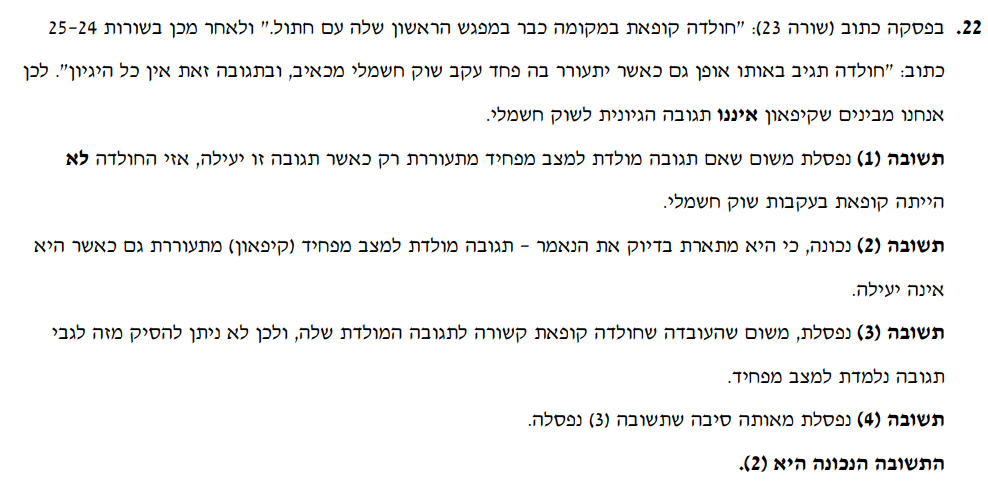 22. בפסקה כתוב (שורה 23): "חולדה קופאת במקומה כבר במפגש הראשון שלה עם חתול." ולאחר מכן בשורות 24-25
כתוב: "חולדה תגיב באותו אופן גם כאשר יתעורר בה פחד עקב שוק חשמלי מכאיב, ובתגובה זאת אין כל היגיון". לכן
אנחנו מבינים שקיפאון איננו תגובה הגיונית לשוק חשמלי.
תשובה (1) נפסלת משום שאם תגובה מולדת למצב מפחיד מתעוררת רק כאשר תגובה זו יעילה, אזי החולדה לא
הייתה קופאת בעקבות שוק חשמלי.
תשובה (2) נכונה, כי היא מתארת בדיוק את הנאמר – תגובה מולדת למצב מפחיד (קיפאון) מתעוררת גם כאשר היא
אינה יעילה.
תשובה (3) נפסלת, משום שהעובדה שחולדה קופאת קשורה לתגובה המולדת שלה, ולכן לא ניתן להסיק מזה לגבי
תגובה נלמדת למצב מפחיד.
תשובה (4) נפסלת מאותה סיבה שתשובה (3) נפסלה.
התשובה הנכונה היא (2).